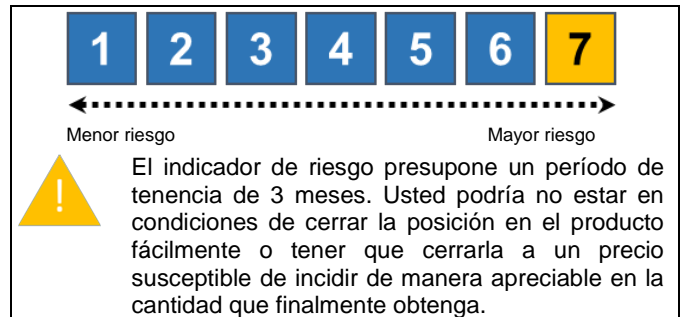 1 2 3 4 5 6 7
Menor riesgo Mayor riesgo
!
El indicador de riesgo presupone un período de
tenencia de 3 meses. Usted podría no estar en
condiciones de cerrar la posición en el producto
fácilmente o tener que cerrarla a un precio
susceptible de incidir de manera apreciable en la
cantidad que finalmente obtenga.